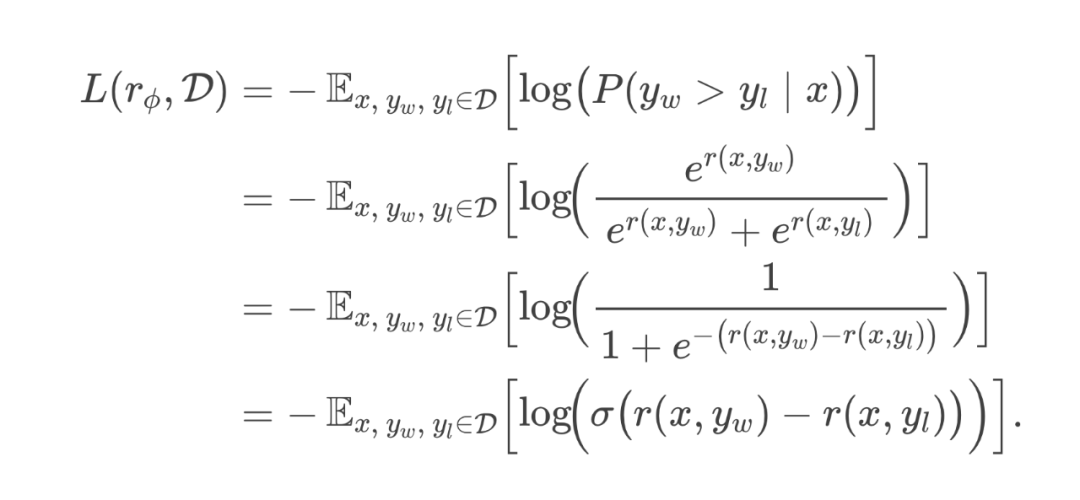 L(r_ϕ, 𝒟) = − 𝔼_{x, y_w, y_l∈𝒟} [log(P(y_w > y_l | x))]
= − 𝔼_{x, y_w, y_l∈𝒟} [log(e^{r(x,y_w)} / (e^{r(x,y_w)} + e^{r(x,y_l)}))]
= − 𝔼_{x, y_w, y_l∈𝒟} [log(1 / (1 + e^{−(r(x,y_w)−r(x,y_l))}))]
= − 𝔼_{x, y_w, y_l∈𝒟} [log(σ(r(x, y_w) − r(x, y_l)))].